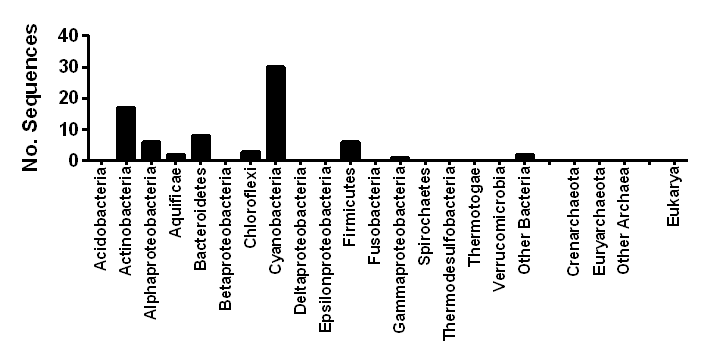 No. Sequences
40
30
20
10
0
Acidobacteria
Actinobacteria
Alphaproteobacteria
Aquificae
Bacteroidetes
Betaproteobacteria
Chloroflexi
Cyanobacteria
Deltaproteobacteria
Epsilonproteobacteria
Firmicutes
Fusobacteria
Gammaproteobacteria
Spirochaetes
Thermodesulfobacteria
Thermotogae
Verrucomicrobia
Other Bacteria
Crenarchaeota
Euryarchaeota
Other Archaea
Eukarya